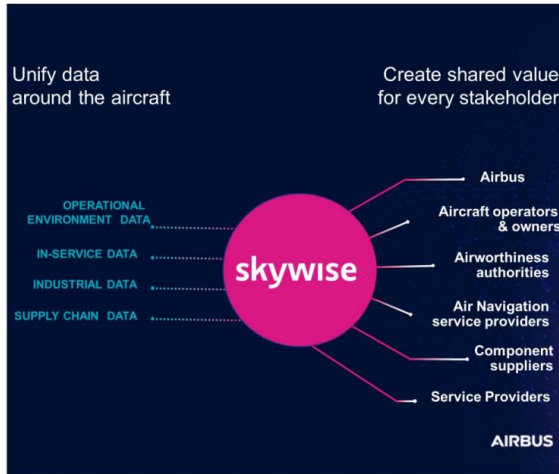 Unify data
around the aircraft
Create shared value
for every stakeholder
OPERATIONAL
ENVIRONMENT DATA
IN-SERVICE DATA
INDUSTRIAL DATA
SUPPLY CHAIN DATA
skywise
Airbus
Aircraft operators
& owners
Airworthiness
authorities
Air Navigation
service providers
Component
suppliers
Service Providers
AIRBUS